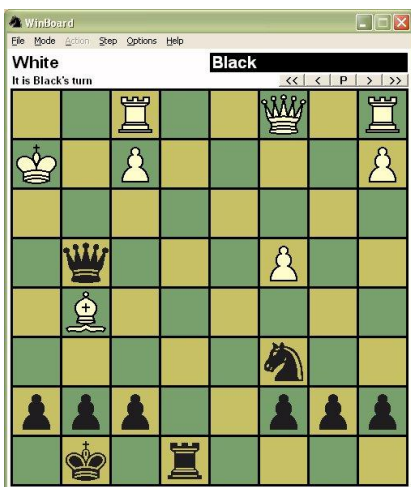 WinBoard
File Mode Action Step Options Help
White Black
It is Black's turn << < P > >>